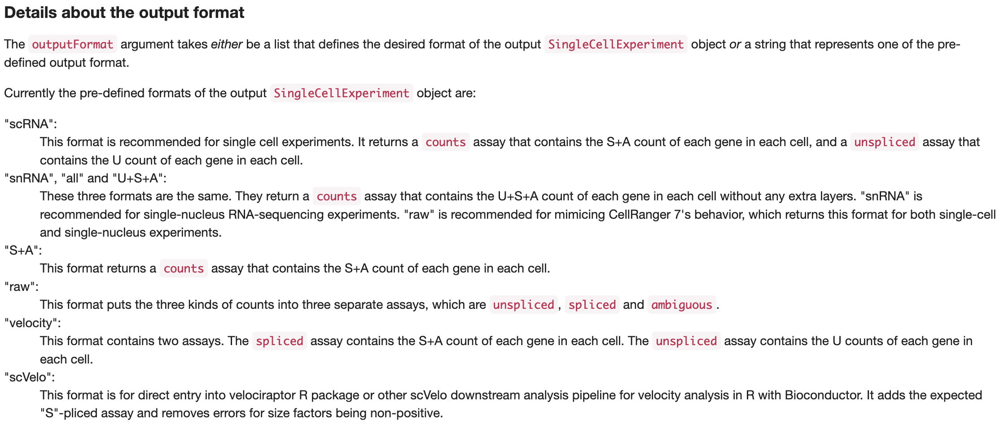 Details about the output format
The outputFormat argument takes either be a list that defines the desired format of the output SingleCellExperiment object or a string that represents one of the pre-
defined output format.
Currently the pre-defined formats of the output SingleCellExperiment object are:
"scRNA":
This format is recommended for single cell experiments. It returns a counts assay that contains the S+A count of each gene in each cell, and a unspliced assay that
contains the U count of each gene in each cell.
"snRNA", "all" and "U+S+A":
These three formats are the same. They return a counts assay that contains the U+S+A count of each gene in each cell without any extra layers. "snRNA" is
recommended for single-nucleus RNA-sequencing experiments. "raw" is recommended for mimicing CellRanger 7's behavior, which returns this format for both single-cell
and single-nucleus experiments.
"S+A":
This format returns a counts assay that contains the S+A count of each gene in each cell.
"raw":
This format puts the three kinds of counts into three separate assays, which are unspliced, spliced and ambiguous.
"velocity":
This format contains two assays. The spliced assay contains the S+A count of each gene in each cell. The unspliced assay contains the U counts of each gene in
each cell.
"scVelo":
This format is for direct entry into velociraptor R package or other scVelo downstream analysis pipeline for velocity analysis in R with Bioconductor. It adds the expected
"S"-pliced assay and removes errors for size factors being non-positive.